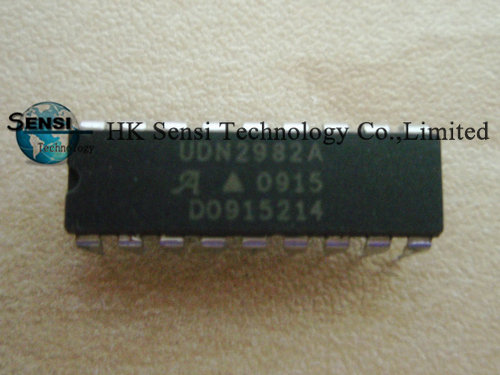 SENSI
Technology
HK Sensi Technology Co.,Limited
UDN2982A
0915
D0915214